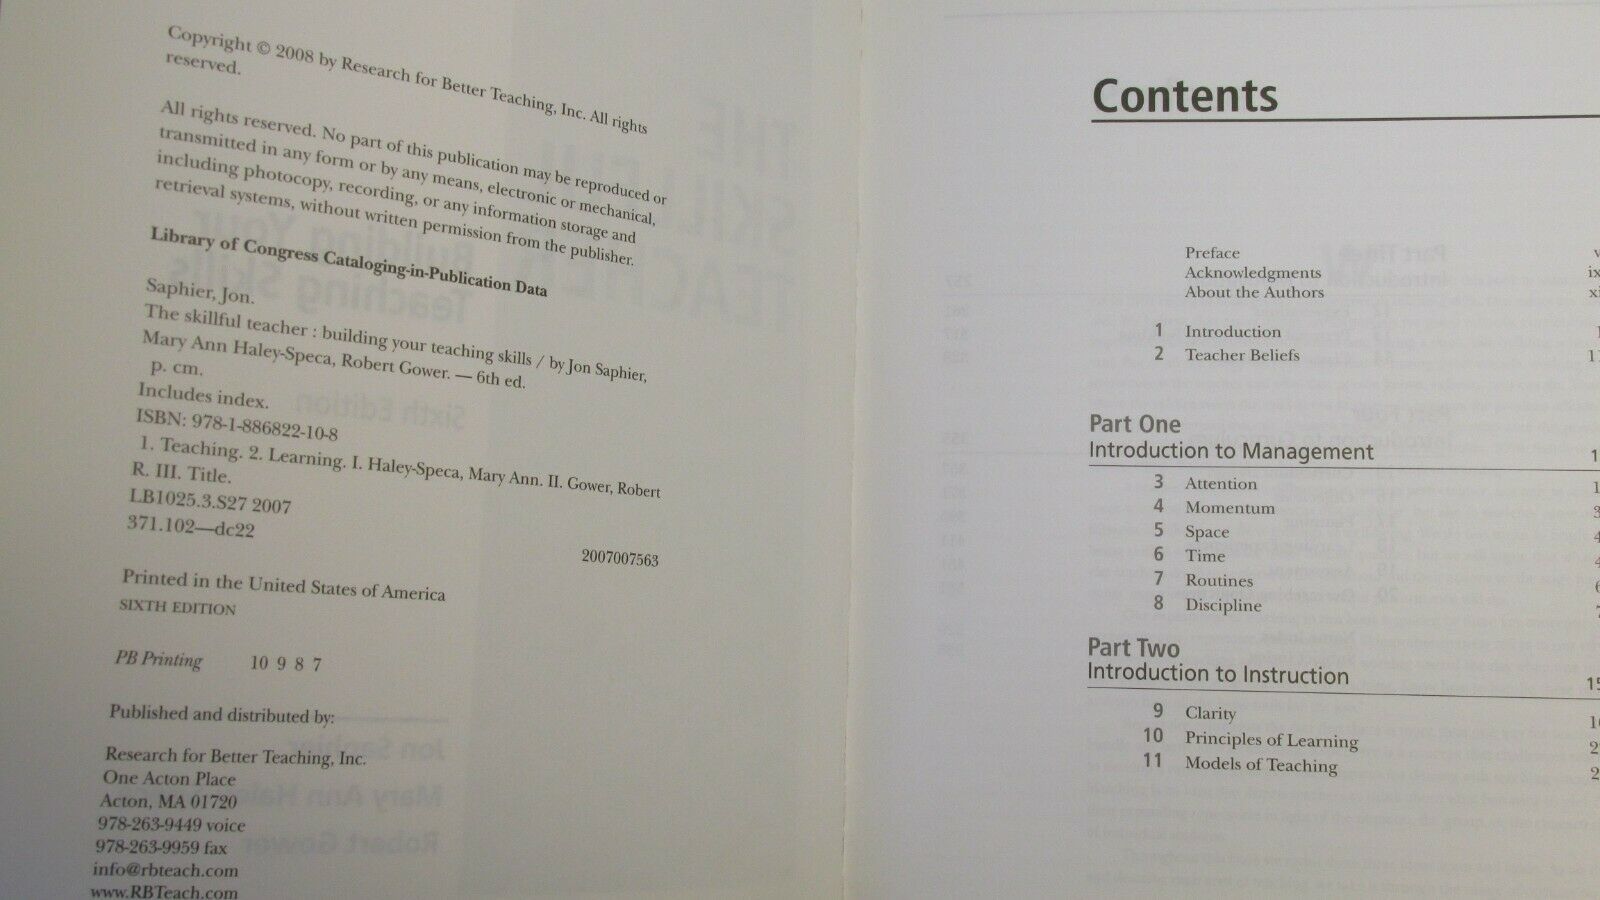 Copyright © 2008 by Research for Better Teaching, Inc. All rights
reserved.
All rights reserved. No part of this publication may be reproduced or
transmitted in any form or by any means, electronic or mechanical,
including photocopy, recording, or any information storage and
retrieval systems, without written permission from the publisher.
Library of Congress Cataloging-in-Publication Data
Saphier, Jon.
The skillful teacher : building your teaching skills / by Jon Saphier,
Mary Ann Haley-Speca, Robert Gower. — 6th ed.
p. cm.
Includes index.
ISBN: 978-1-886822-10-8
1. Teaching. 2. Learning. I. Haley-Speca, Mary Ann. II. Gower, Robert
R. III. Title.
LB1025.3.S27 2007
371.102—dc22
2007007563
Printed in the United States of America
SIXTH EDITION
PB Printing 10 9 8 7
Published and distributed by:
Research for Better Teaching, Inc.
One Acton Place
Acton, MA 01720
978-263-9449 voice
978-263-9959 fax
info@rbteach.com
www.RBTeach.com
Contents
Preface
Acknowledgments ix
About the Authors
1 Introduction
2 Teacher Beliefs
Part One
Introduction to Management
3 Attention
4 Momentum
5 Space
6 Time
7 Routines
8 Discipline
Part Two
Introduction to Instruction
9 Clarity
10 Principles of Learning
11 Models of Teaching